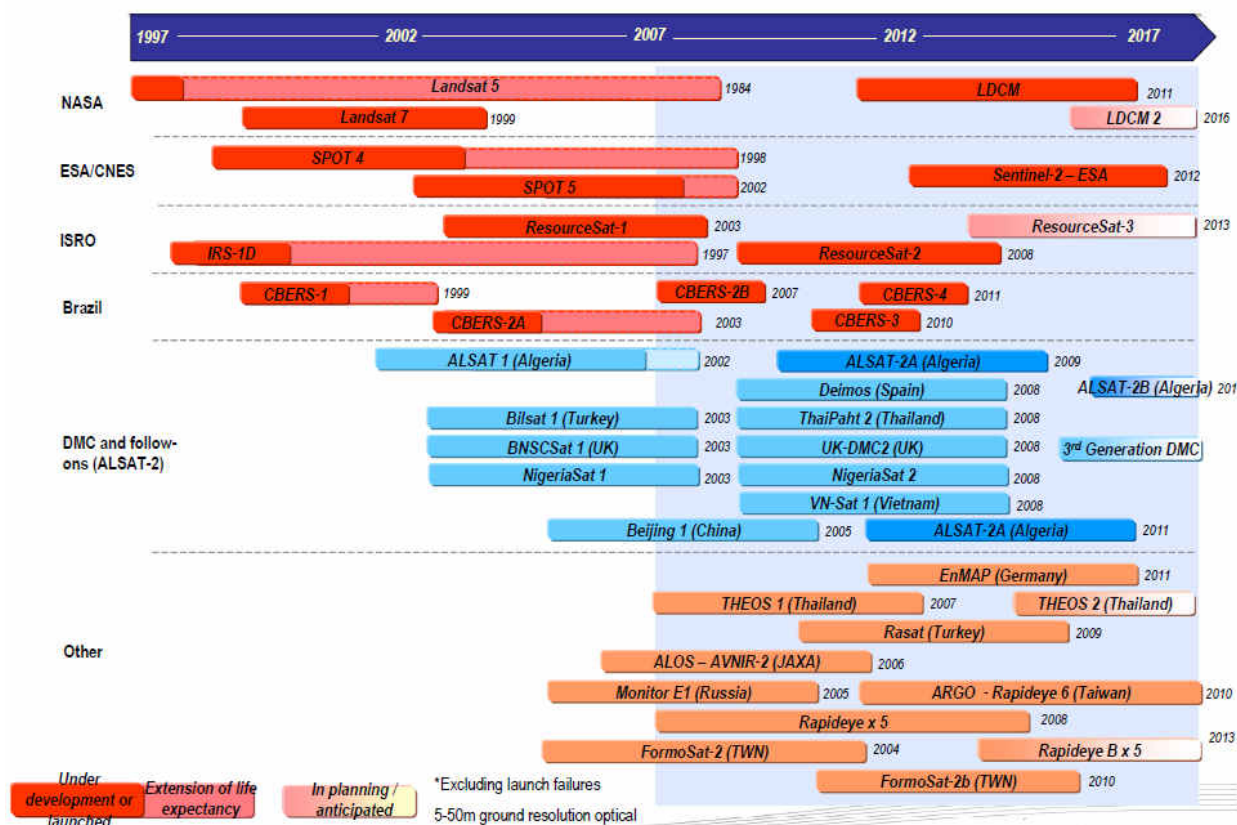 1997 2002 2007 2012 2017
NASA
Landsat 5 1984 LDCM 2011
Landsat 7 1999 LDCM 2 2016
ESA/CNES
SPOT 4 1998
SPOT 5 2002 Sentinel-2 – ESA 2012
ISRO
ResourceSat-1 2003 ResourceSat-3 2013
IRS-1D 1997 ResourceSat-2 2008
Brazil
CBERS-1 1999 CBERS-2B 2007 CBERS-4 2011
CBERS-2A 2003 CBERS-3 2010
DMC and follow-
ons (ALSAT-2)
ALSAT 1 (Algeria) 2002 ALSAT-2A (Algeria) 2009
Deimos (Spain) 2008 ALSAT-2B (Algeria) 201
Bilsat 1 (Turkey) 2003 ThaiPaht 2 (Thailand) 2008
BNSCSat 1 (UK) 2003 UK-DMC2 (UK) 2008 3rd Generation DMC
NigeriaSat 1 2003 NigeriaSat 2 2008
VN-Sat 1 (Vietnam) 2008
Beijing 1 (China) 2005 ALSAT-2A (Algeria) 2011
Other
EnMAP (Germany) 2011
THEOS 1 (Thailand) 2007 THEOS 2 (Thailand)
Rasat (Turkey) 2009
ALOS – AVNIR-2 (JAXA) 2006
Monitor E1 (Russia) 2005 ARGO - Rapideye 6 (Taiwan) 2010
Rapideye x 5 2008
FormoSat-2 (TWN) 2004 Rapideye B x 5 2013
FormoSat-2b (TWN) 2010
Under
development or
launched
Extension of life
expectancy
In planning /
anticipated
*Excluding launch failures
5-50m ground resolution optical